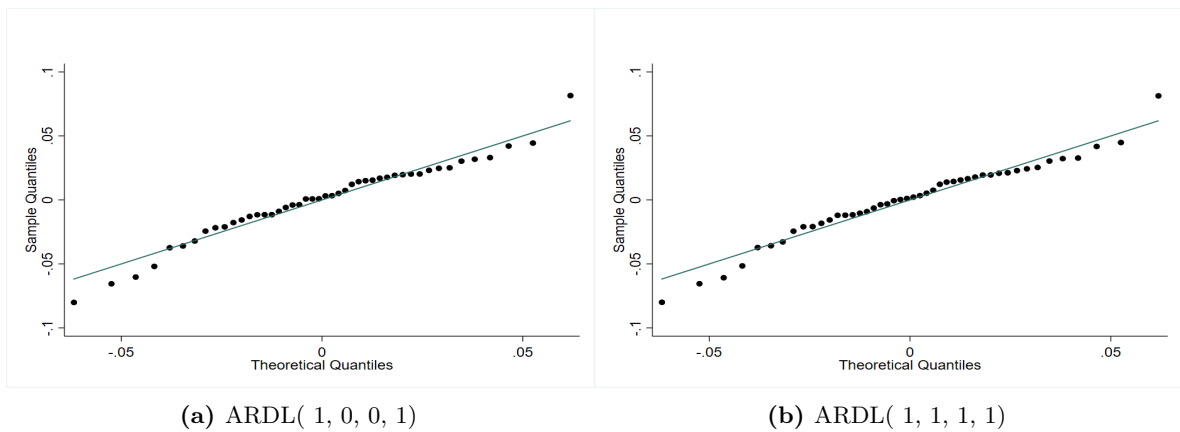 Sample Quantiles
.1
.05
0
-.05
-.1
-.05
0
.05
Theoretical Quantiles
(a) ARDL( 1, 0, 0, 1)
Sample Quantiles
.1
.05
0
-.05
-.1
-.05
0
.05
Theoretical Quantiles
(b) ARDL( 1, 1, 1, 1)